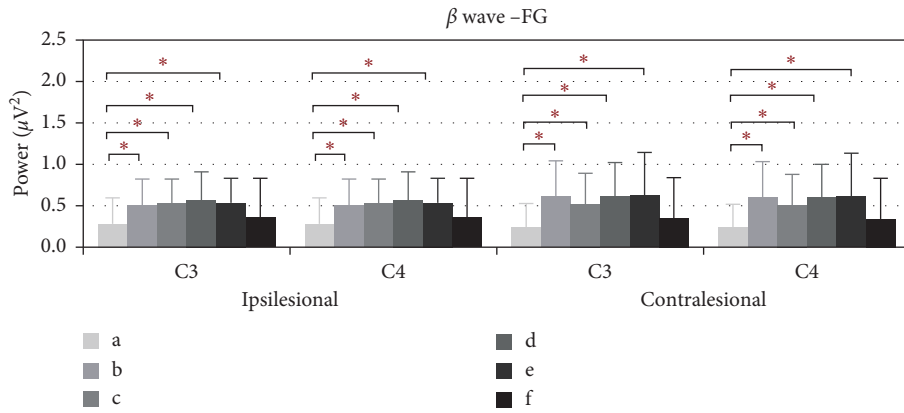 β wave –FG
Power (μV²)
2.5
2.0
1.5
1.0
0.5
0.0
* * * *
* * * *
* * * *
* * * *
C3 C4 C3 C4
Ipsilesional Contralesional
a d
b e
c f